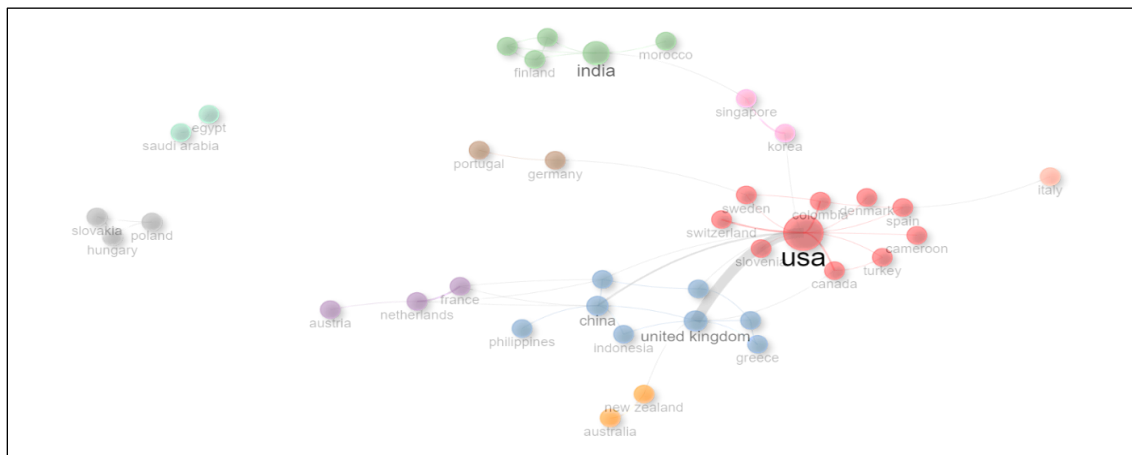 finland
india
morocco
singapore
korea
egypt
saudi arabia
portugal
germany
italy
sweden
colombia
denmark
spain
slovakia
poland
hungary
switzerland
cameroon
usa
slovenia
turkey
canada
france
austria
netherlands
china
philippines
indonesia
united kingdom
greece
new zealand
australia